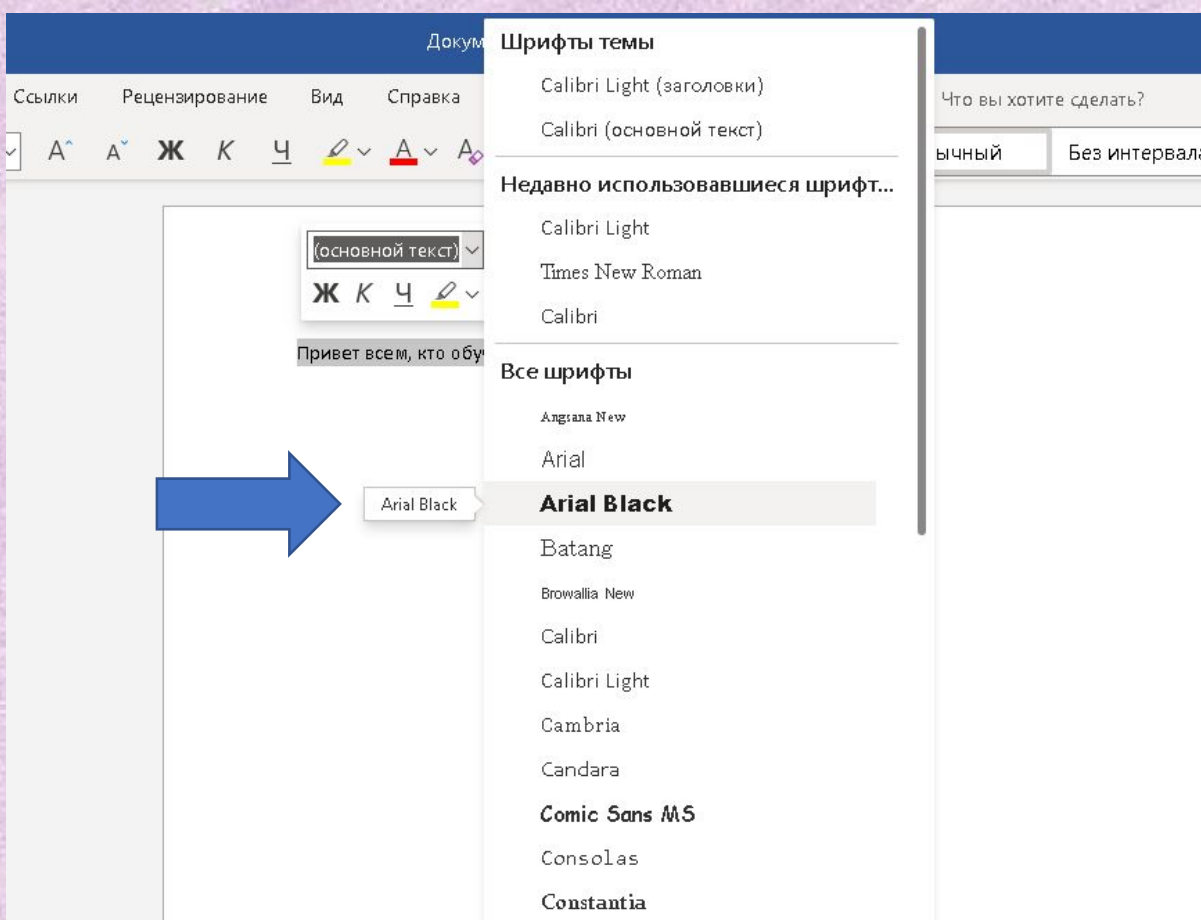 Докум
Ссылки Рецензирование Вид Справка
Что вы хотите сделать?
Ж К Ч А А
ычный Без интервала
(основной текст)
Ж К Ч
Привет всем, кто обу
Шрифты темы
Calibri Light (заголовки)
Calibri (основной текст)
Недавно использовавшиеся шрифт...
Calibri Light
Times New Roman
Calibri
Все шрифты
Angsana New
Arial
Arial Black
Arial Black
Batang
Browallia New
Calibri
Calibri Light
Cambria
Candara
Comic Sans MS
Consolas
Constantia